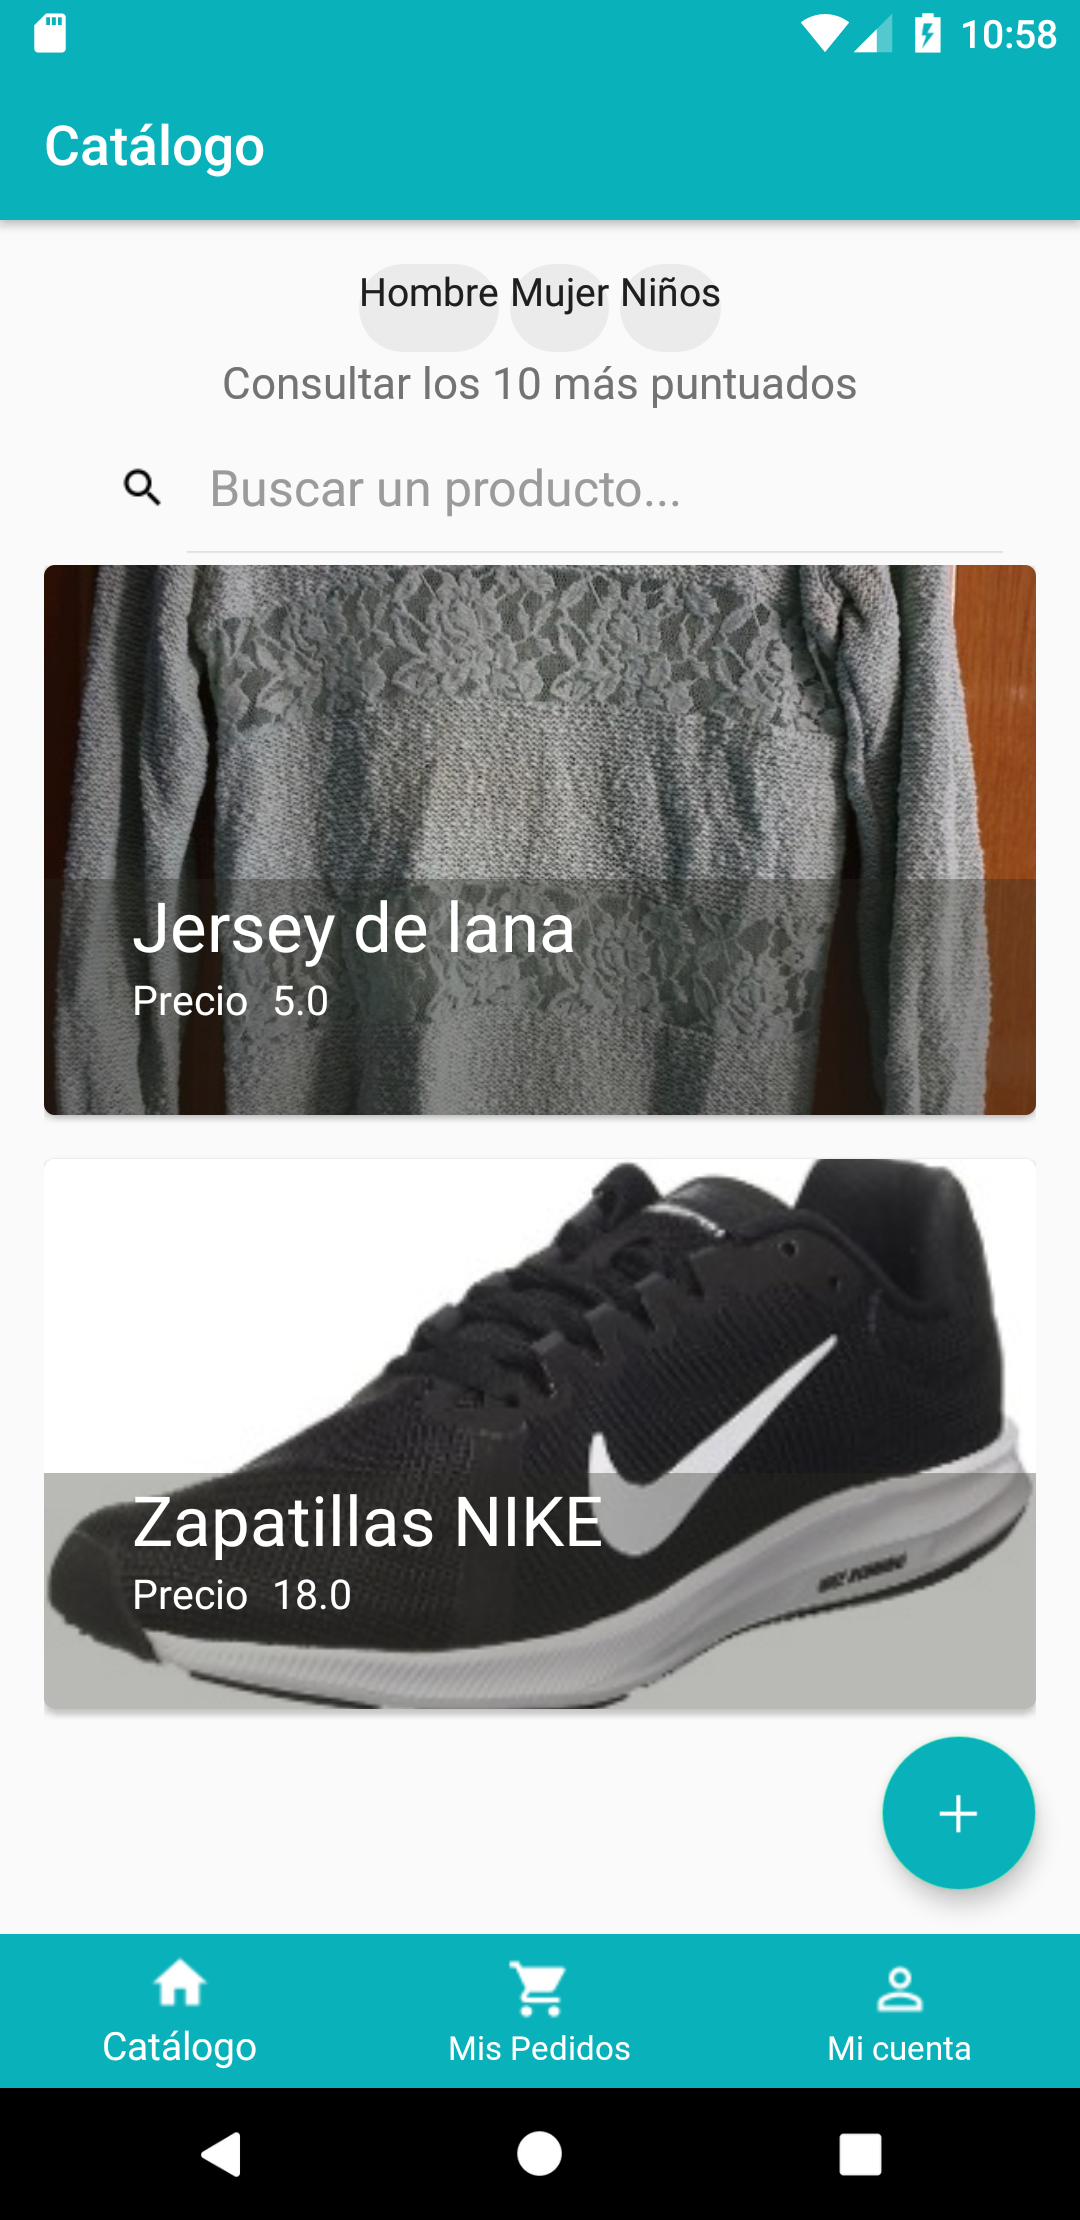 10:58
Catálogo
Hombre Mujer Niños
Consultar los 10 más puntuados
Buscar un producto...
Jersey de lana
Precio 5.0
Zapatillas NIKE
Precio 18.0
Catálogo Mis Pedidos Mi cuenta